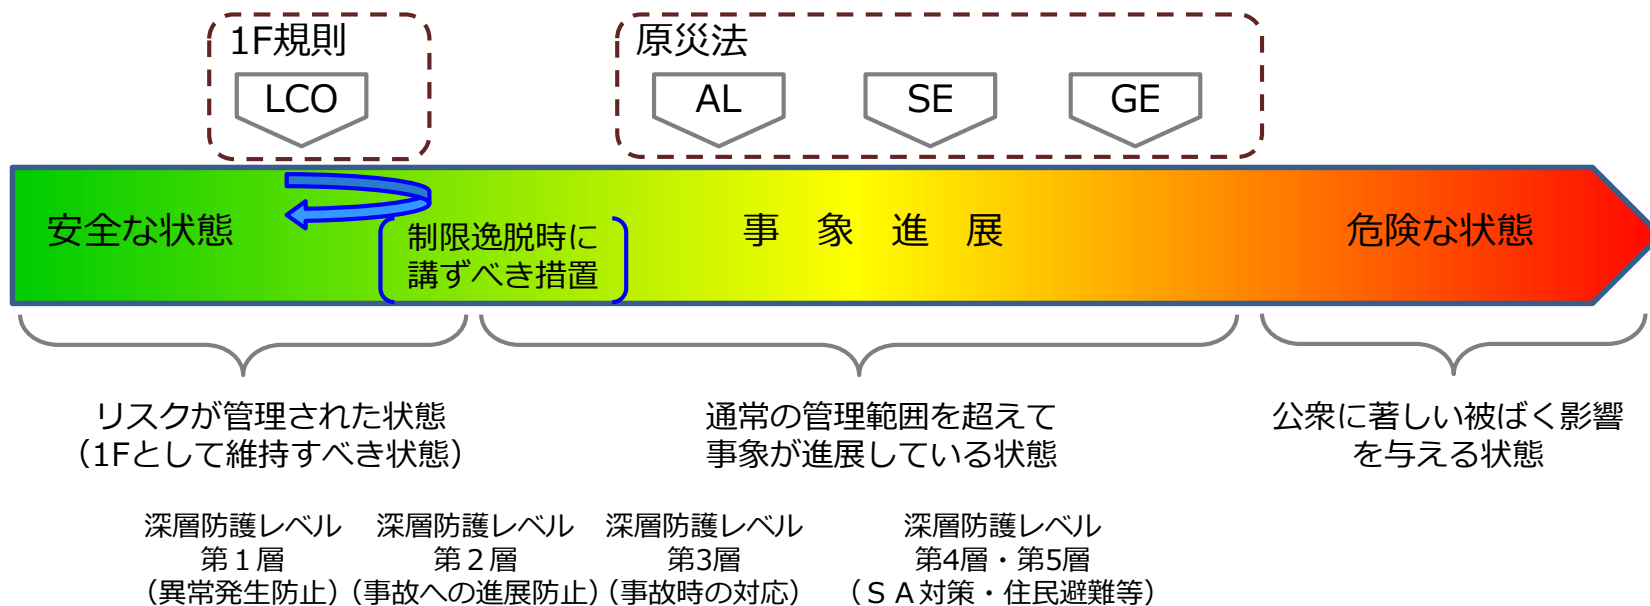 1F規則
原災法
LCO
AL
SE
GE
安全な状態
制限逸脱時に
講ずべき措置
事 象 進 展
危険な状態
リスクが管理された状態
（1Fとして維持すべき状態）
通常の管理範囲を超えて
事象が進展している状態
公衆に著しい被ばく影響
を与える状態
深層防護レベル
第１層
（異常発生防止）
深層防護レベル
第２層
（事故への進展防止）
深層防護レベル
第3層
（事故時の対応）
深層防護レベル
第4層・第5層
（ＳＡ対策・住民避難等）